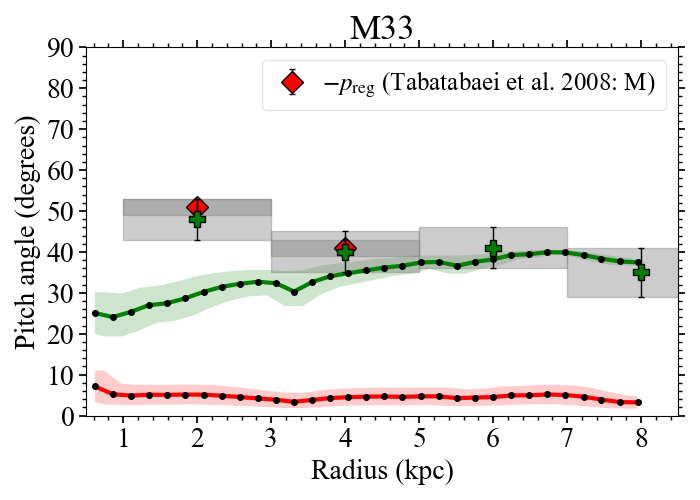 M33
90
80
70
60
50
40
30
20
10
0
Pitch angle (degrees)
−p_reg (Tabatabaei et al. 2008: M)
1 2 3 4 5 6 7 8
Radius (kpc)